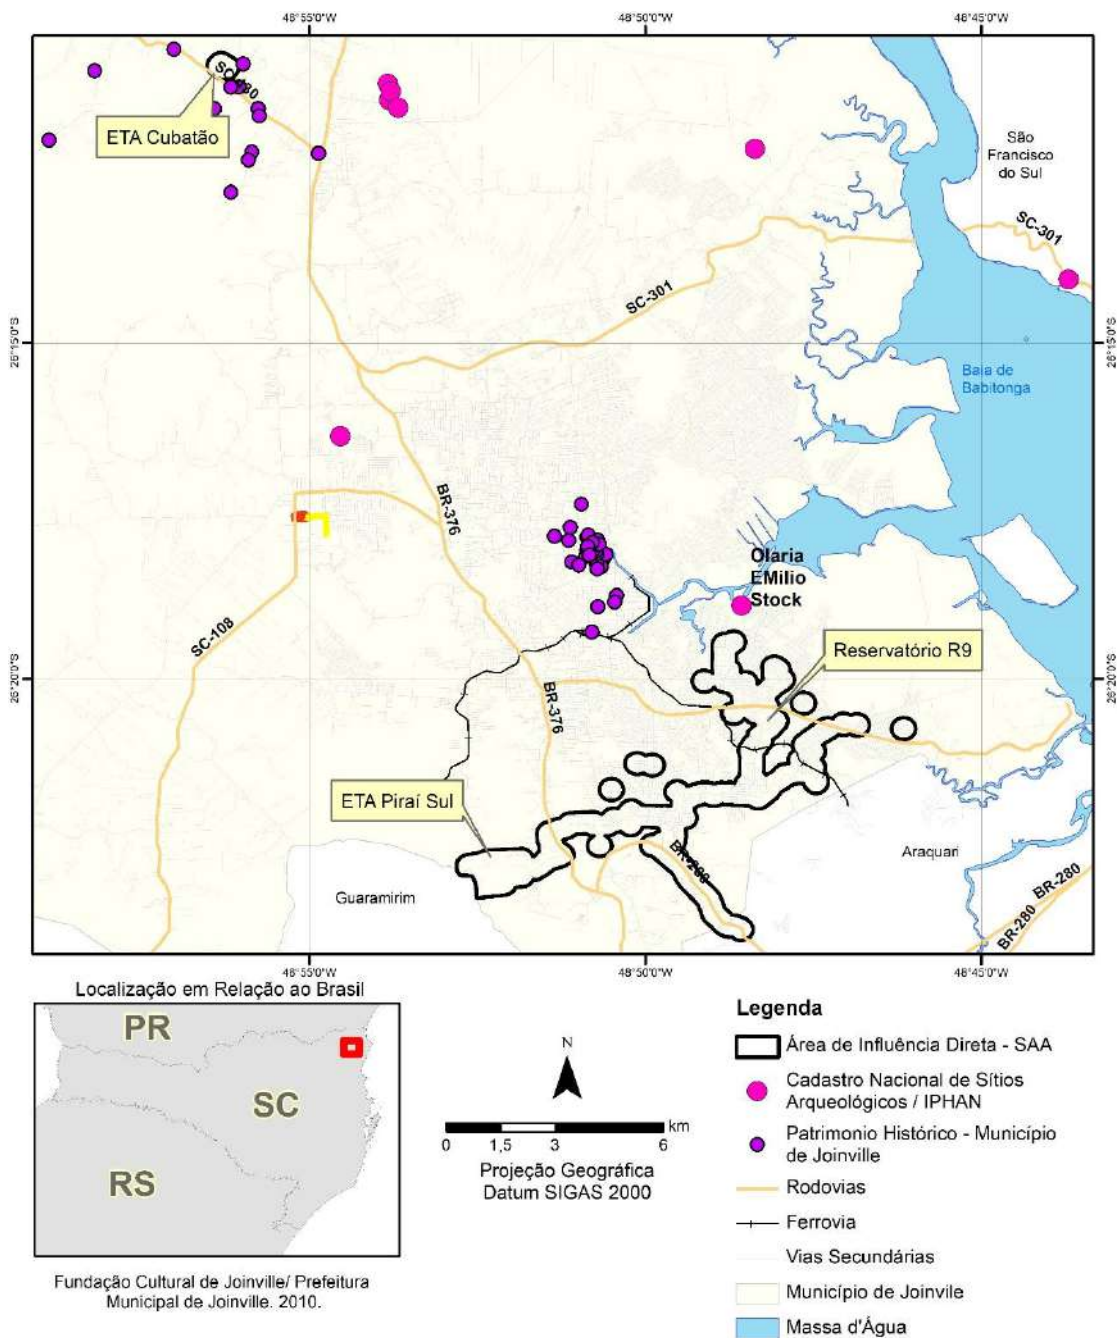 48°55'0"W
48°50'0"W
48°45'0"W
ETA Cubatão
São
Francisco
do Sul
SC-301
SC-301
26°15'0"S
26°15'0"S
Baia de
Babitonga
BR-376
Olaria
EMilio
Stock
SC-108
Reservatório R9
26°20'0"S
26°20'0"S
BR-376
ETA Piraí Sul
BR-280
Araquari
Guaramirim
BR-280
BR-280
48°55'0"W
48°50'0"W
48°45'0"W
Localização em Relação ao Brasil
PR
SC
RS
Fundação Cultural de Joinville/ Prefeitura
Municipal de Joinville. 2010.
N
0 1,5 3 6 km
Projeção Geográfica
Datum SIGAS 2000
Legenda
Área de Influência Direta - SAA
Cadastro Nacional de Sítios
Arqueológicos / IPHAN
Patrimonio Histórico - Município
de Joinville
Rodovias
Ferrovia
Vias Secundárias
Município de Joinvile
Massa d'Água